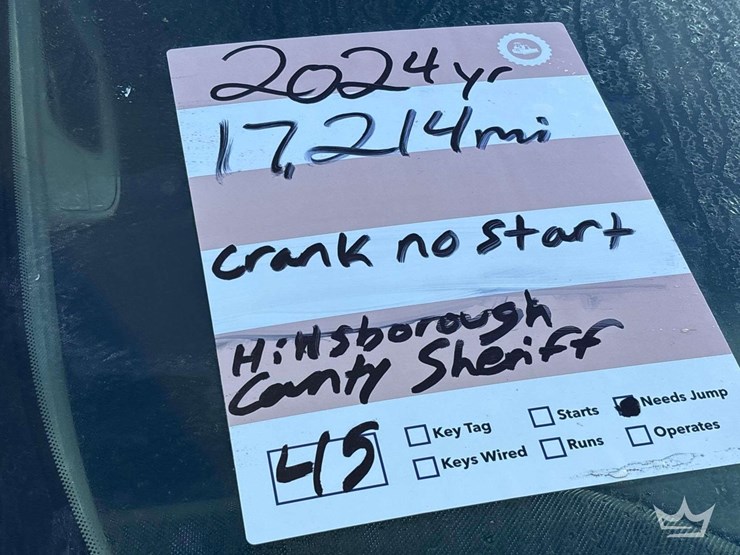 2024 yr
17,214 mi
crank no start
Hillsborough
County Sheriff
45
Key Tag
Starts
Needs Jump
Keys Wired
Runs
Operates